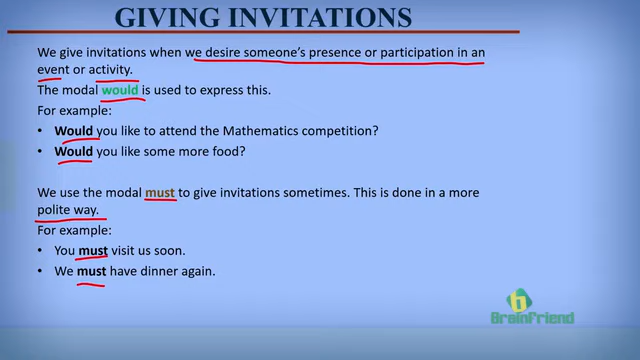 GIVING INVITATIONS
We give invitations when we desire someone's presence or participation in an
event or activity.
The modal would is used to express this.
For example:
• Would you like to attend the Mathematics competition?
• Would you like some more food?
We use the modal must to give invitations sometimes. This is done in a more
polite way.
For example:
• You must visit us soon.
• We must have dinner again.
b
BrainFriend